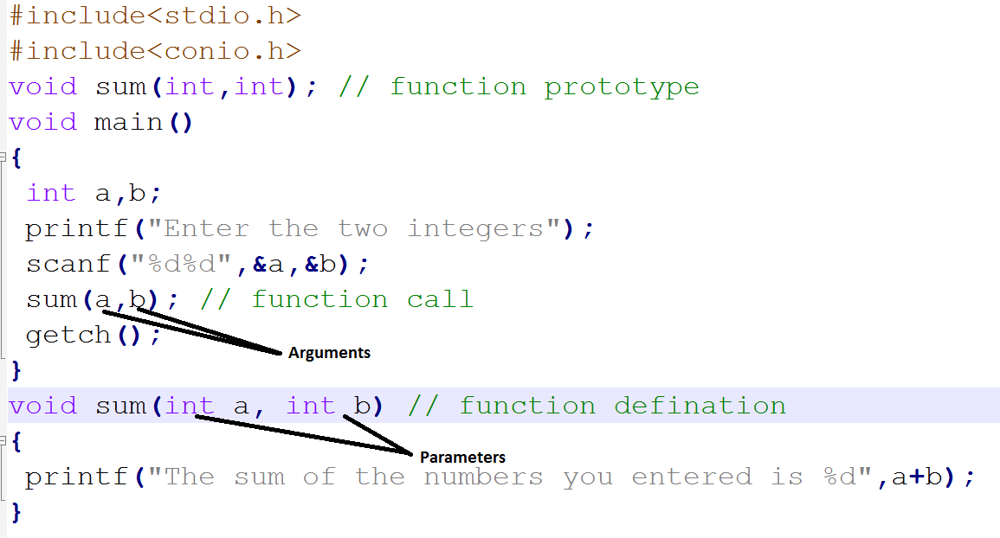 #include<stdio.h>
#include<conio.h>
void sum(int,int); // function prototype
void main()
{
int a,b;
printf("Enter the two integers");
scanf("%d%d",&a,&b);
sum(a,b); // function call
getch();
Arguments
}
void sum(int a, int b) // function defination
{
Parameters
printf("The sum of the numbers you entered is %d",a+b);
}